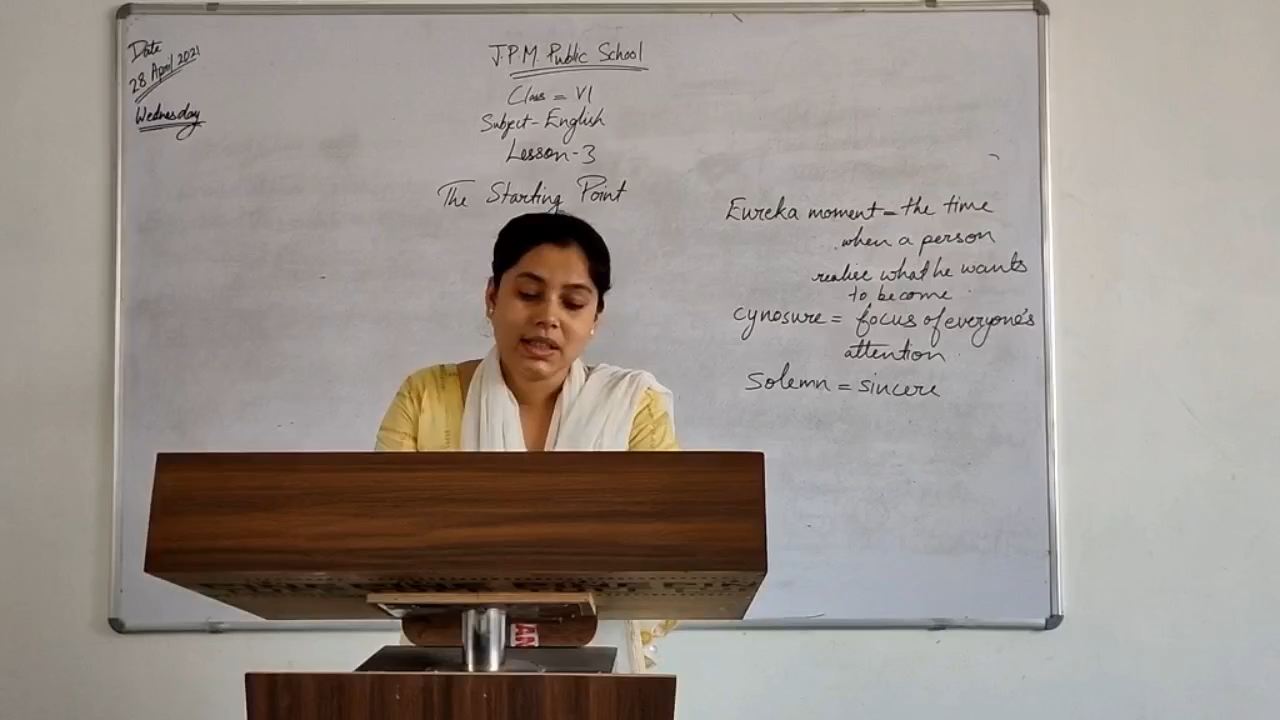 Date
28 April 2021
Wednesday
J.P.M. Public School
Class = VI
Subject- English
Lesson-3
The Starting Point
Eureka moment = the time
when a person
realise what he wants
to become.
cynosure = focus of everyone's
attention.
Solemn = sincere
AN